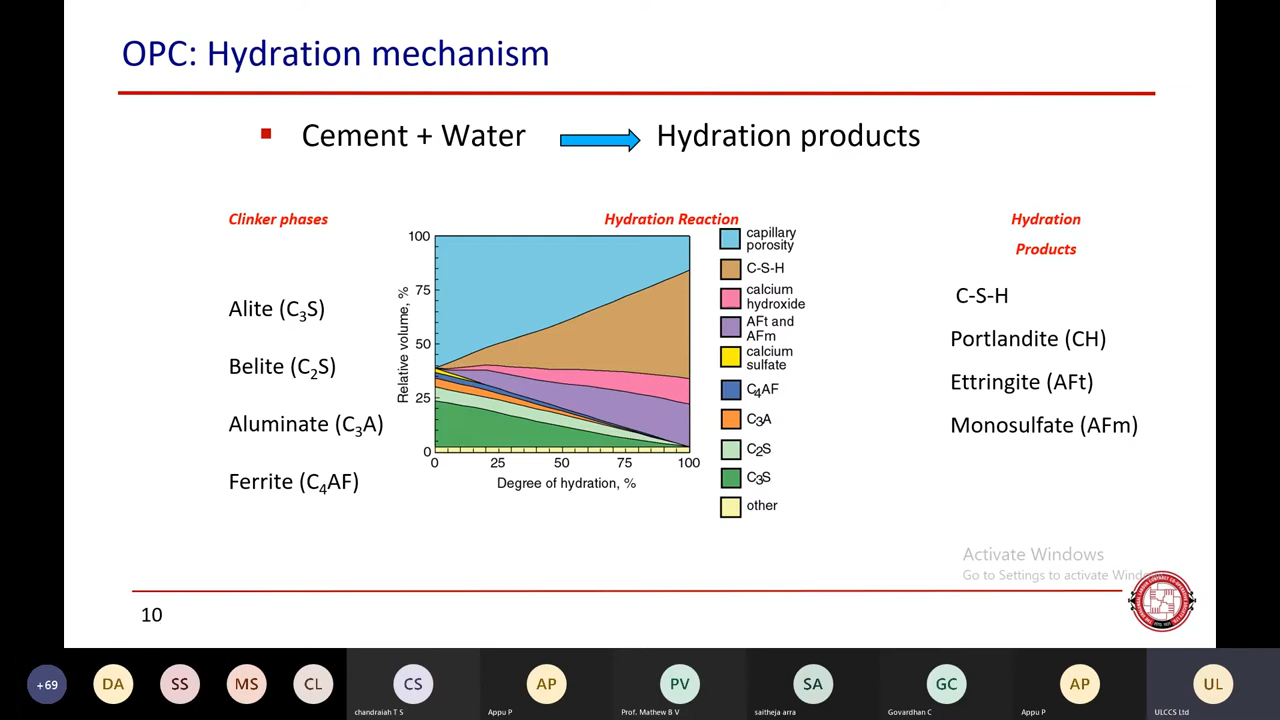 OPC: Hydration mechanism
Cement + Water
Hydration products
Clinker phases
Hydration Reaction
Hydration
Products
Alite (C3S)
Belite (C2S)
Aluminate (C3A)
Ferrite (C4AF)
100
75
50
25
0
Relative volume, %
0 25 50 75 100
Degree of hydration, %
capillary
porosity
C-S-H
calcium
hydroxide
AFt and
AFm
calcium
sulfate
C4AF
C3A
C2S
C3S
other
C-S-H
Portlandite (CH)
Ettringite (AFt)
Monosulfate (AFm)
Activate Windows
Go to Settings to activate Windo
10
+69 DA SS MS CL CS AP PV SA GC AP UL
chandraiah T S Appu P Prof. Mathew B V saitheja arra Govardhan C Appu P ULCCS Ltd